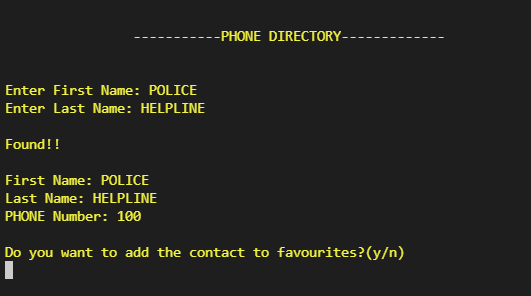 -----------PHONE DIRECTORY-------------
Enter First Name: POLICE
Enter Last Name: HELPLINE
Found!!
First Name: POLICE
Last Name: HELPLINE
PHONE Number: 100
Do you want to add the contact to favourites?(y/n)